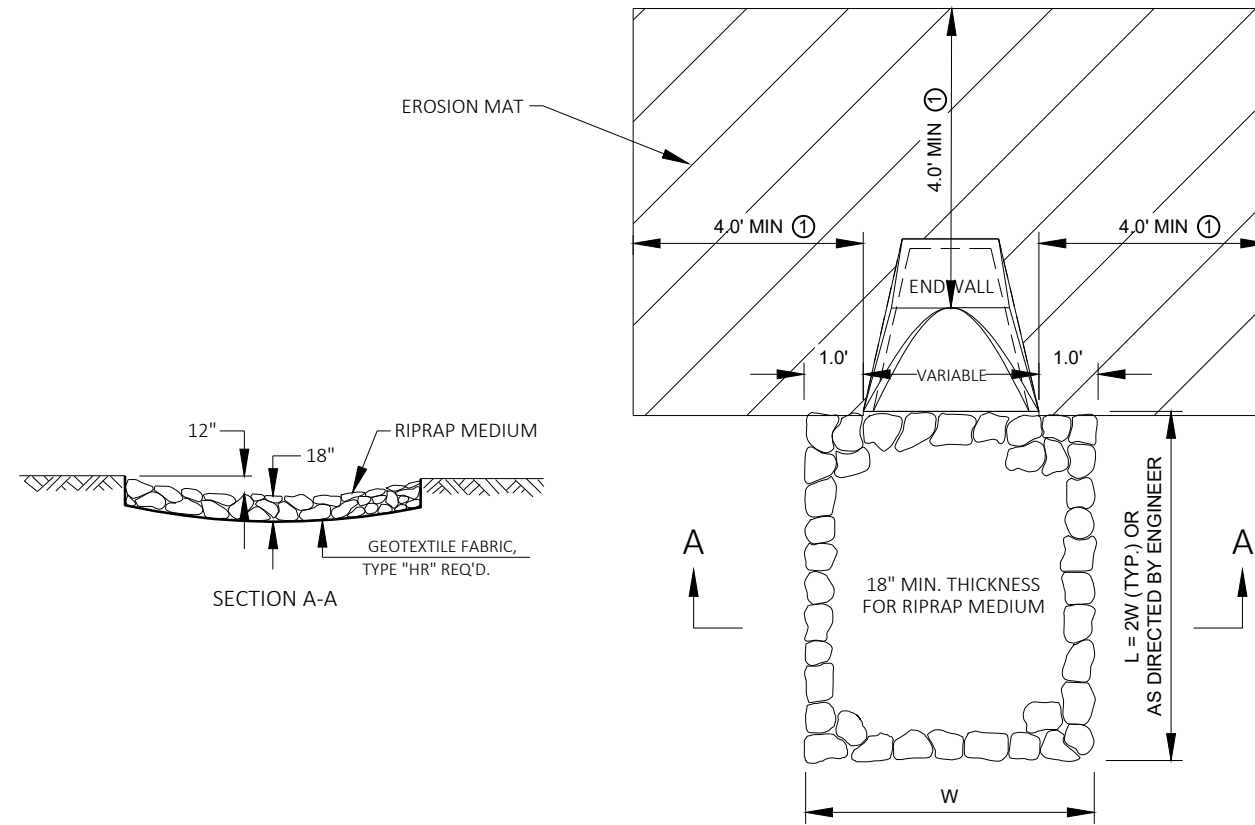 EROSION MAT
4.0' MIN ①
4.0' MIN ①
4.0' MIN ①
ENDWALL
1.0'
VARIABLE
1.0'
12"
18"
RIPRAP MEDIUM
GEOTEXTILE FABRIC,
TYPE "HR" REQ'D.
SECTION A-A
A
A
18" MIN. THICKNESS
FOR RIPRAP MEDIUM
L = 2W (TYP.) OR
AS DIRECTED BY ENGINEER
W